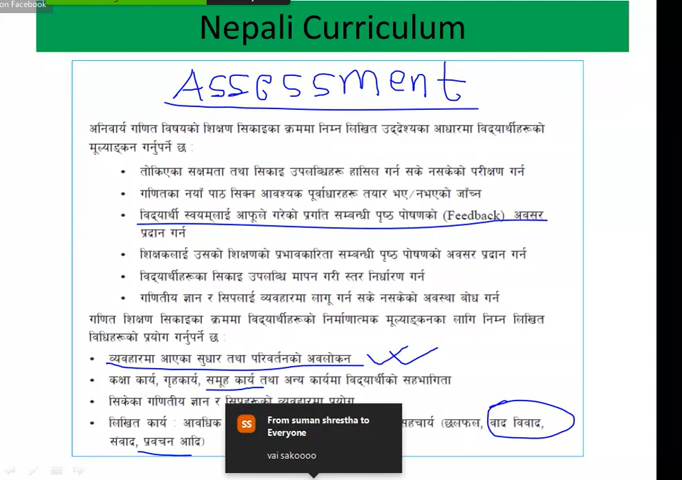 on Facebook
Nepali Curriculum
Assessment
अनिवार्य गणित विषयको शिक्षण सिकाइका क्रममा निम्न लिखित उद्देश्यका आधारमा विद्यार्थीहरूको
मूल्याङ्कन गर्नुपर्ने छ :
• तोकिएका सक्षमता तथा सिकाइ उपलब्धिहरू हासिल गर्न सके नसकेको परीक्षण गर्न
• गणितका नयाँ पाठ सिक्न आवश्यक पूर्वाधारहरू तयार भए/नभएको जाँच्न
• विद्यार्थी स्वयम्‌लाई आफूले गरेको प्रगति सम्बन्धी पृष्ठ पोषणको (Feedback) अवसर
प्रदान गर्न
• शिक्षकलाई उसको शिक्षणको प्रभावकारिता सम्बन्धी पृष्ठ पोषणको अवसर प्रदान गर्न
• विद्यार्थीहरूका सिकाइ उपलब्धि मापन गरी स्तर निर्धारण गर्न
• गणितीय ज्ञान र सिपलाई व्यवहारमा लागू गर्न सके नसकेको अवस्था बोध गर्न
गणित शिक्षण सिकाइका क्रममा विद्यार्थीहरूको निर्माणात्मक मूल्याङ्कनका लागि निम्न लिखित
विधिहरूको प्रयोग गर्नुपर्ने छ :
• व्यवहारमा आएका सुधार तथा परिवर्तनको अवलोकन
• कक्षा कार्य, गृहकार्य, समूह कार्य तथा अन्य कार्यमा विद्यार्थीको सहभागिता
• सिकेका गणितीय ज्ञान र सिपहरूको व्यवहारमा प्रयोग
• लिखित कार्य : आवधिक सहचार्य (छलफल, वाद विवाद,
संवाद, प्रवचन आदि)
SS
From suman shrestha to
Everyone
vai sakoooo